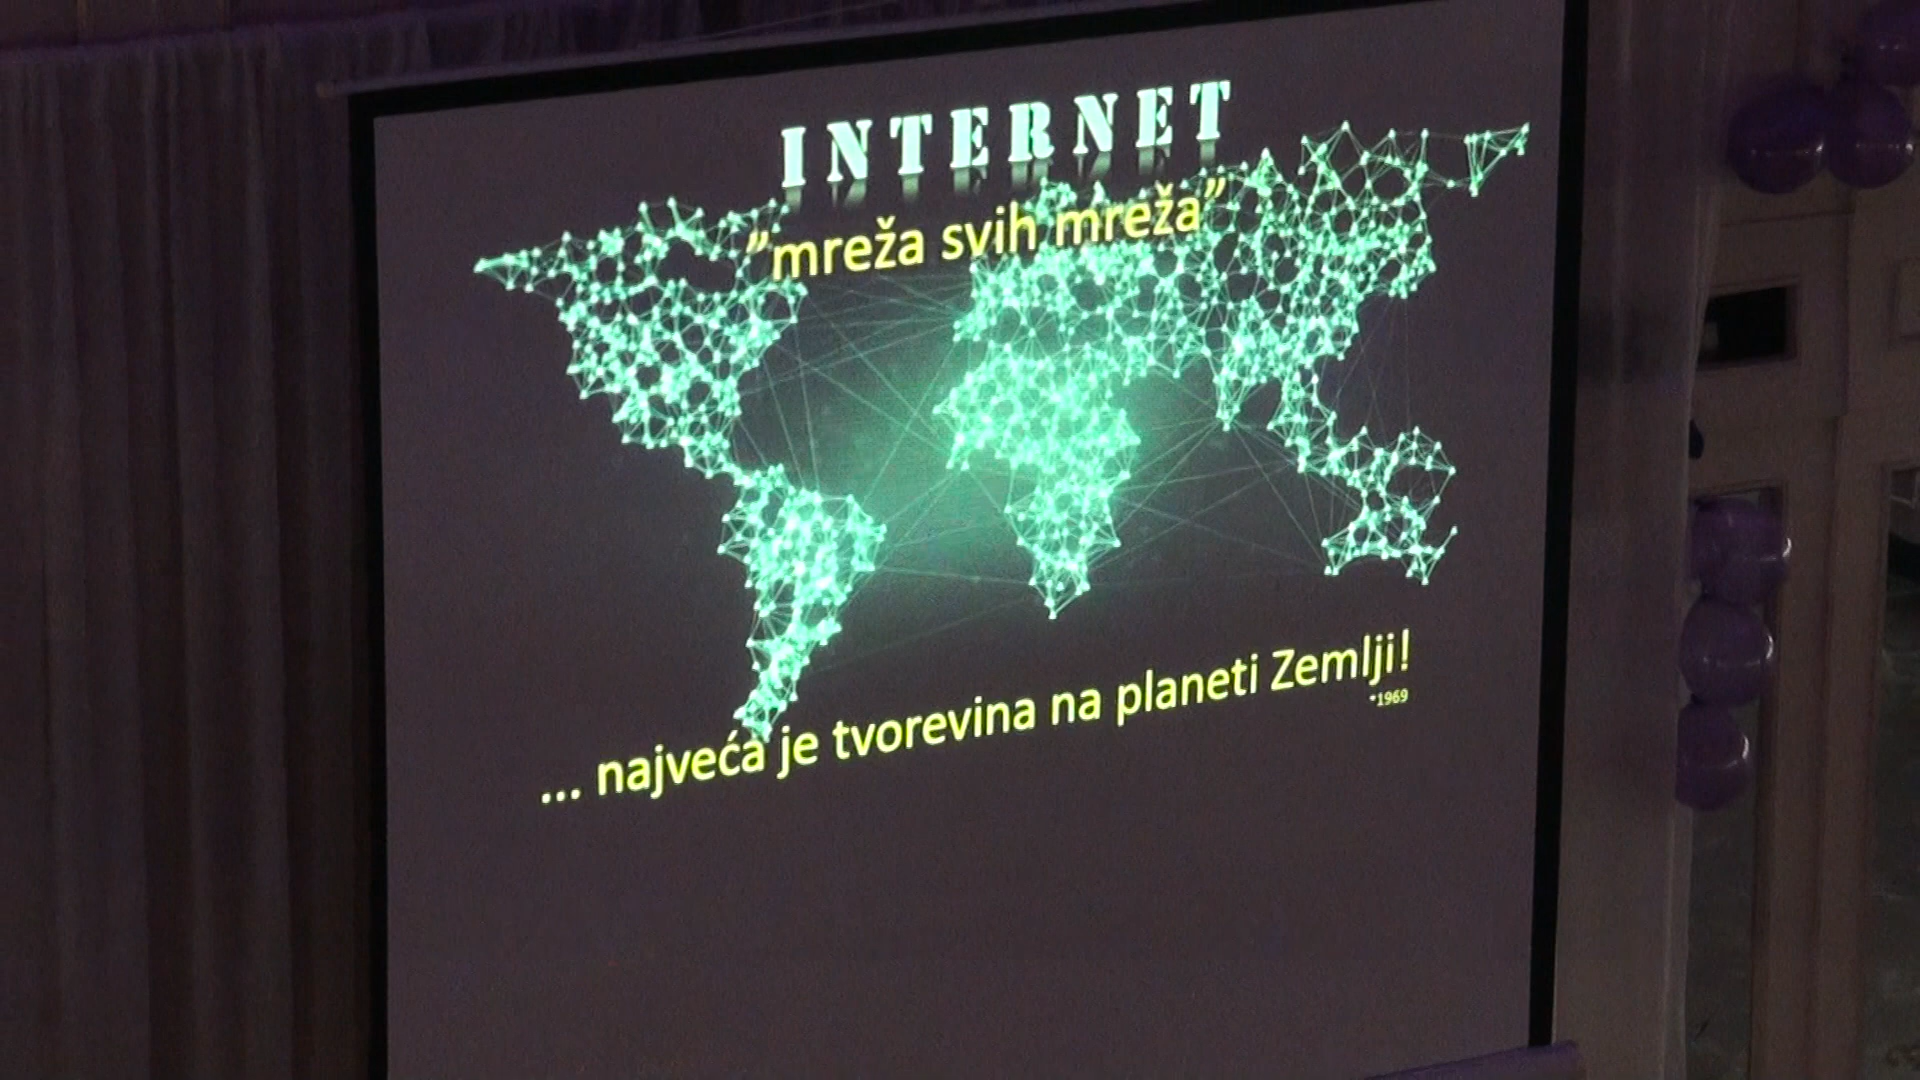 INTERNET
”mreža svih mreža”
... najveća je tvorevina na planeti Zemlji!
*1969